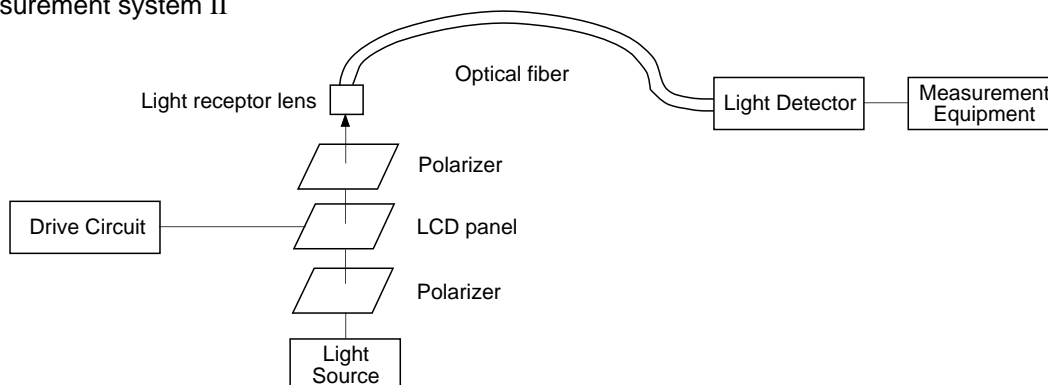 surement system II
Optical fiber
Light receptor lens
Light Detector
Measurement
Equipment
Polarizer
Drive Circuit
LCD panel
Polarizer
Light
Source